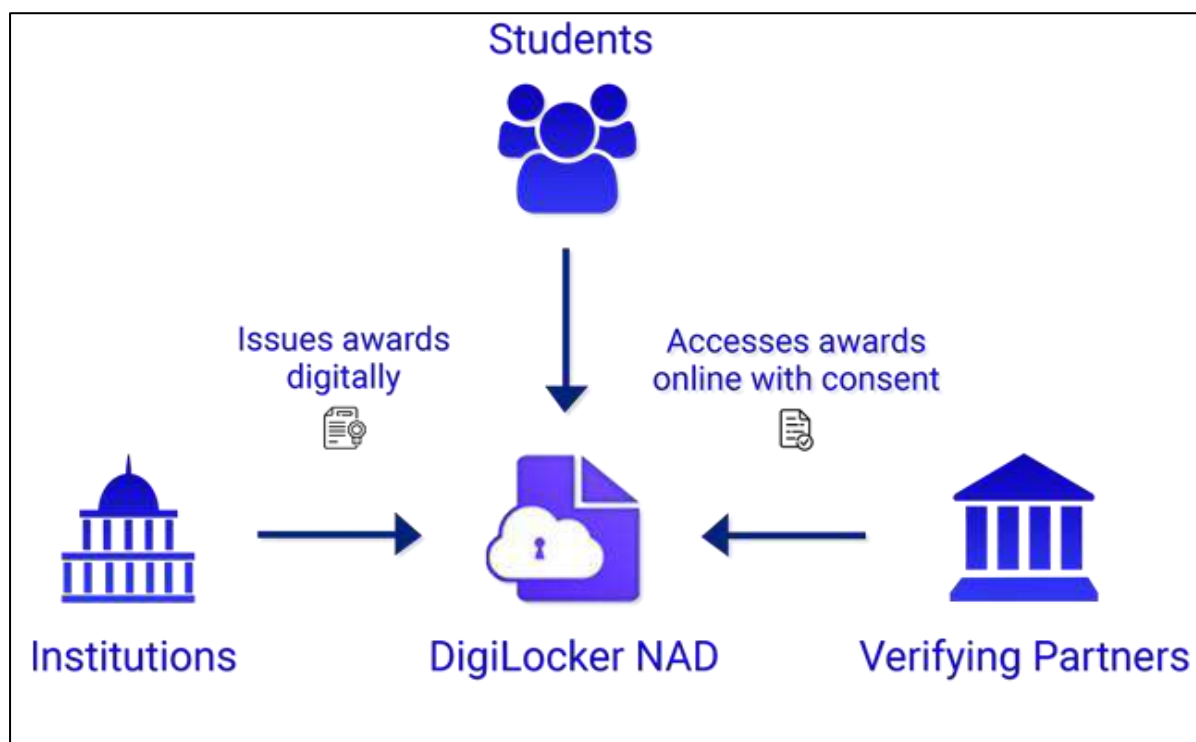 Students
Issues awards
digitally
Accesses awards
online with consent
Institutions
DigiLocker NAD
Verifying Partners